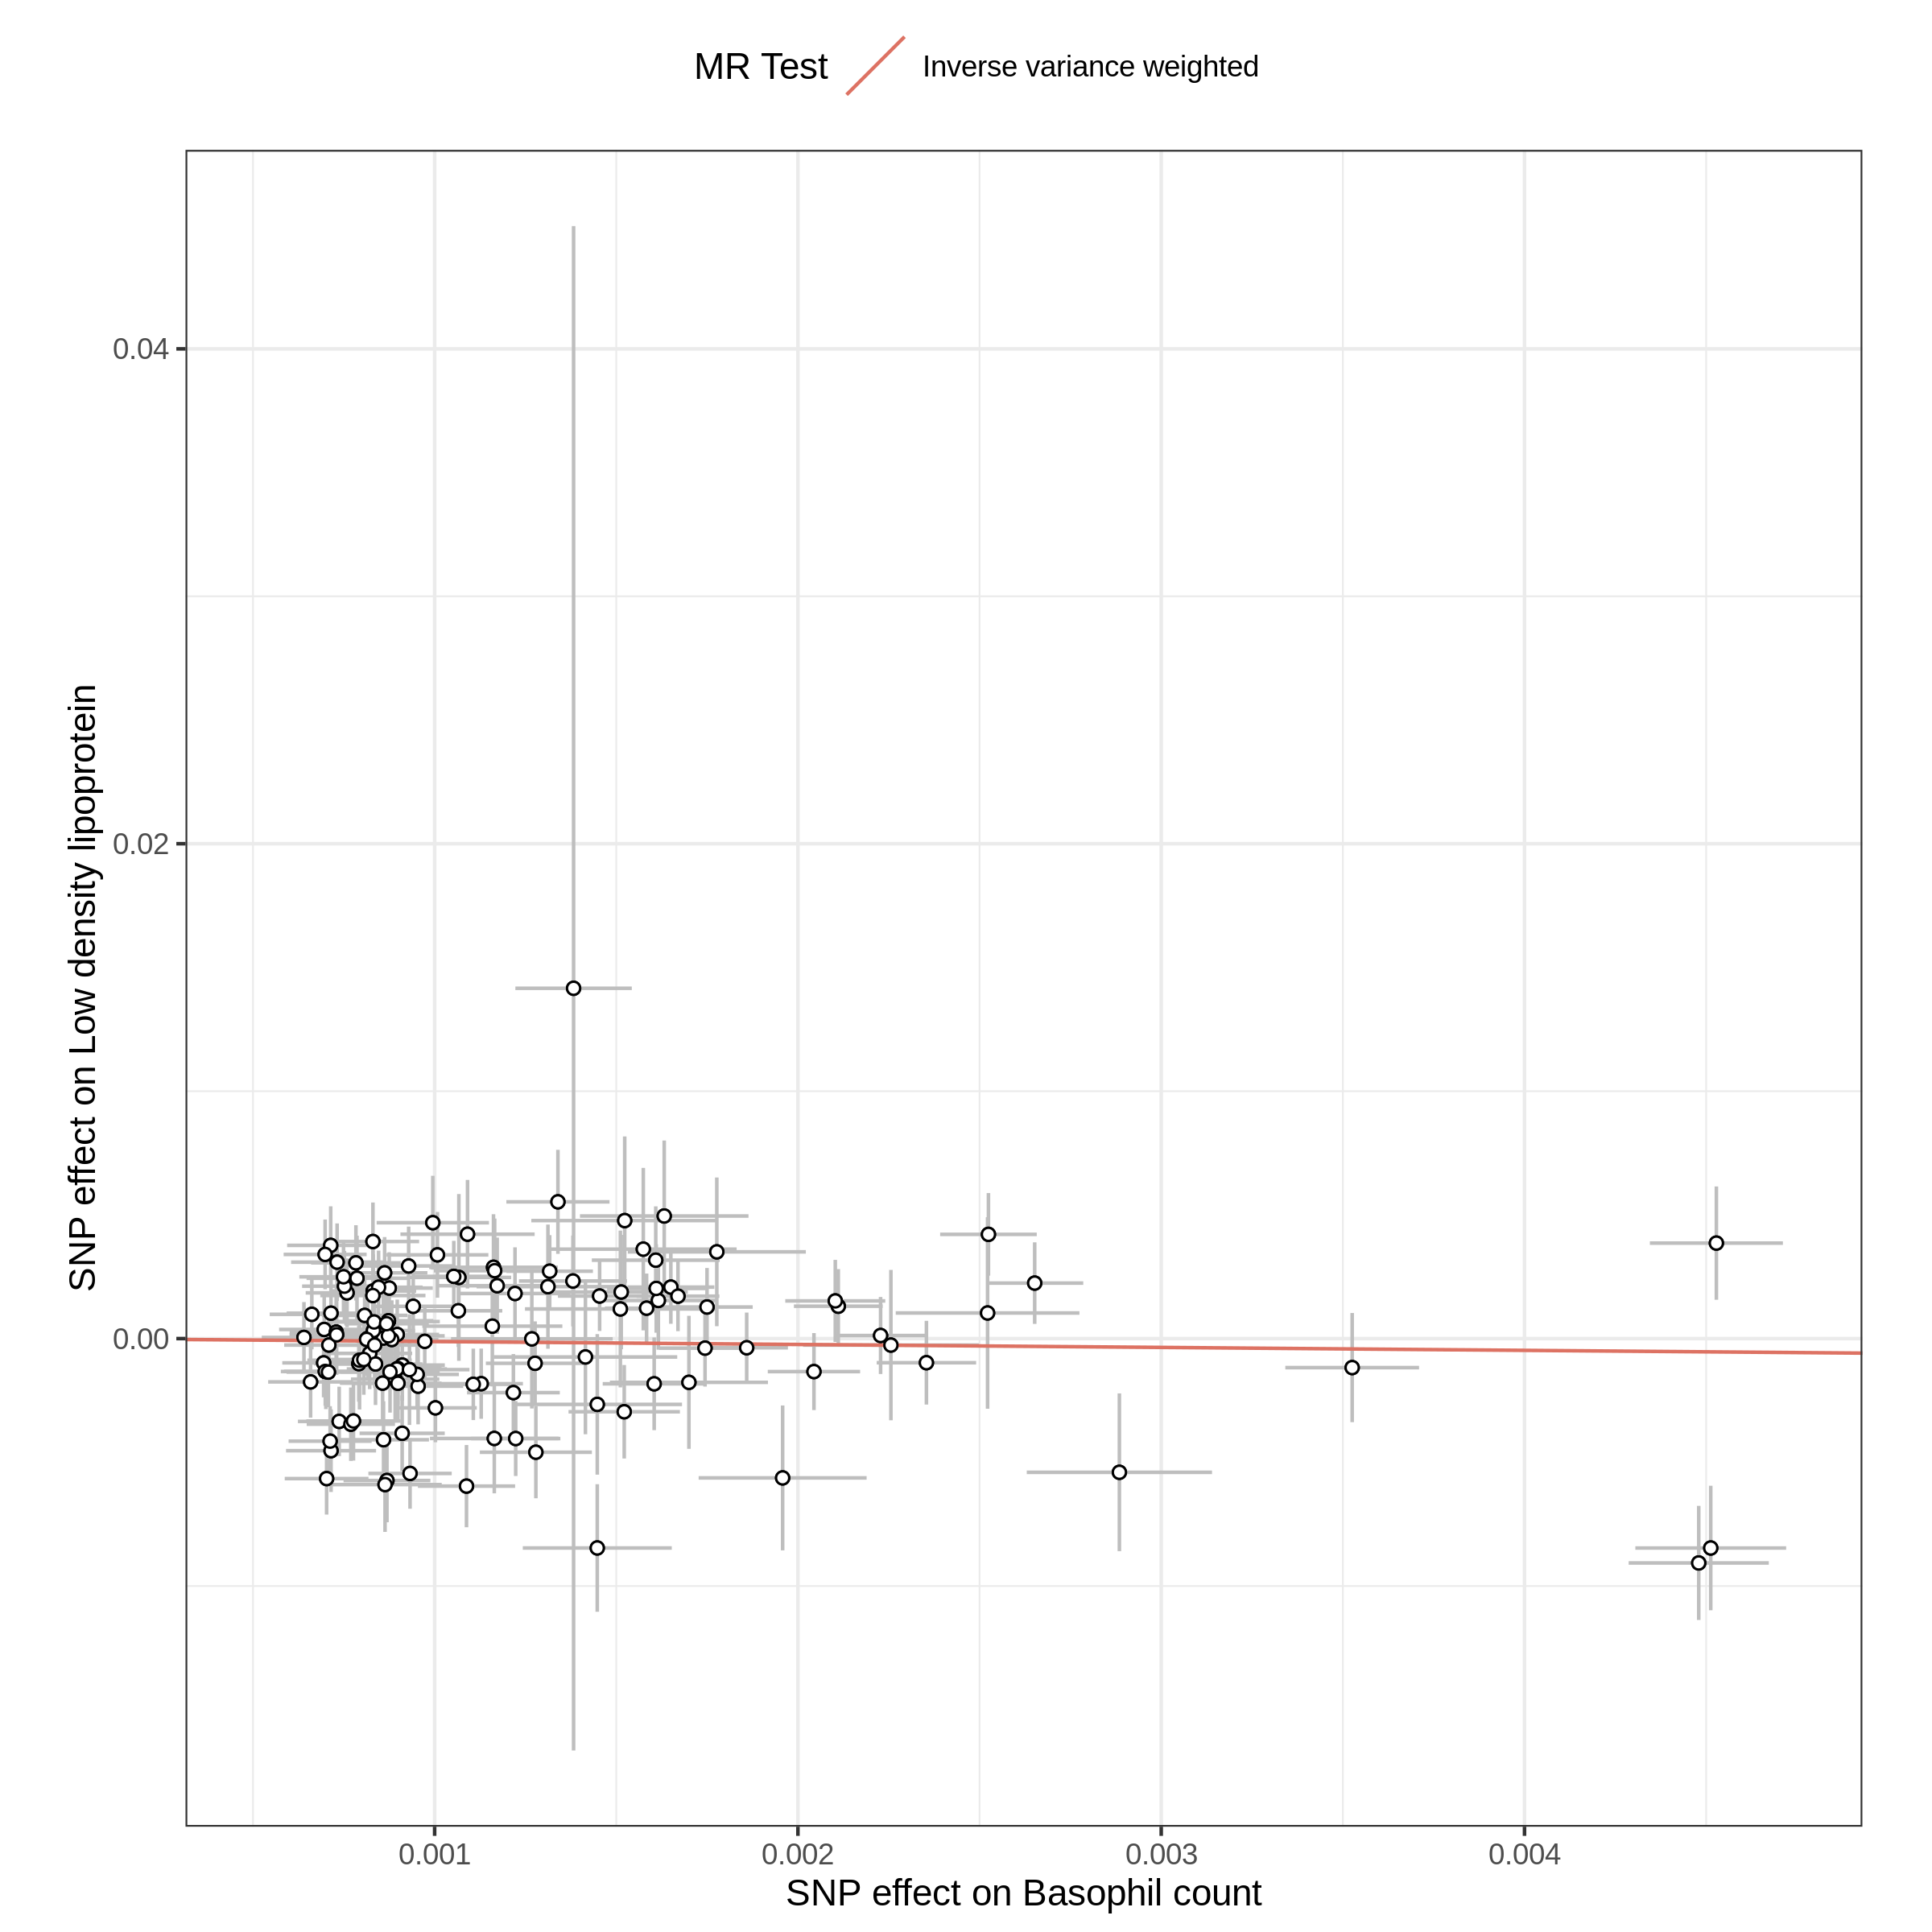 MR Test
Inverse variance weighted
SNP effect on Low density lipoprotein
0.04
0.02
0.00
0.001
0.002
0.003
0.004
SNP effect on Basophil count